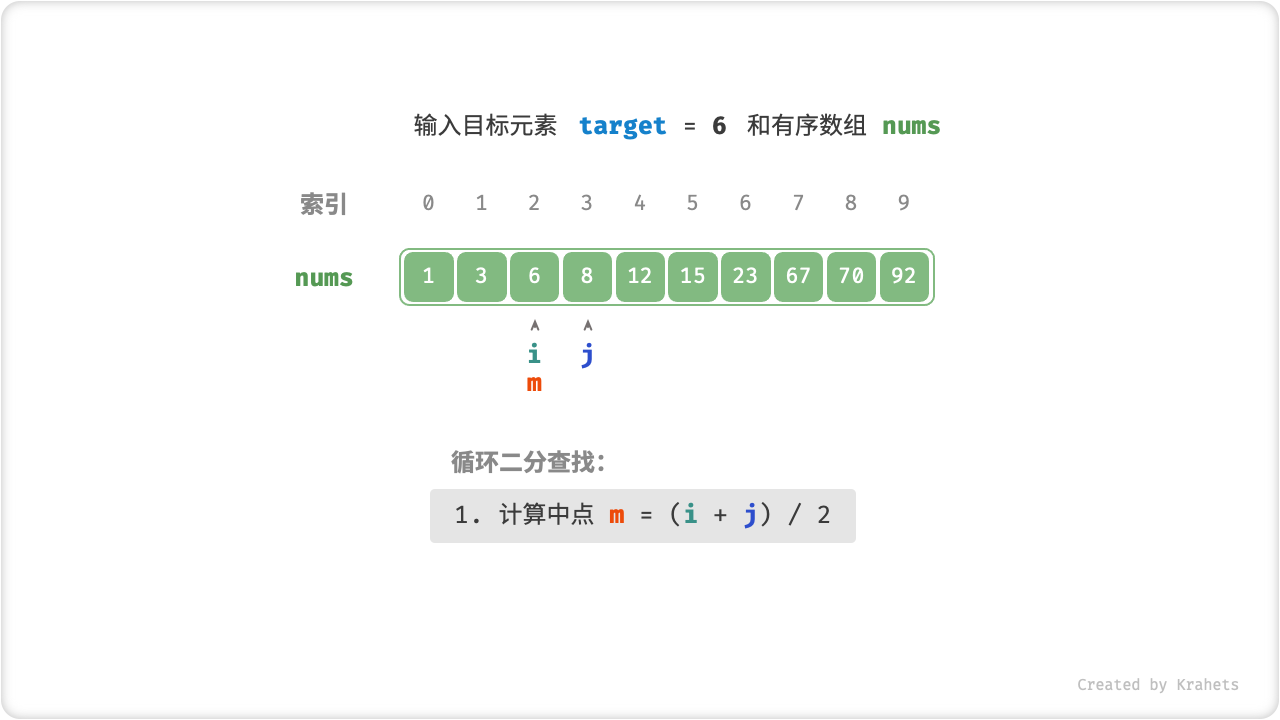 输入目标元素 target = 6 和有序数组 nums
索引 0 1 2 3 4 5 6 7 8 9
nums 1 3 6 8 12 15 23 67 70 92
i j
m
循环二分查找:
1. 计算中点 m = (i + j) / 2
Created by Krahets